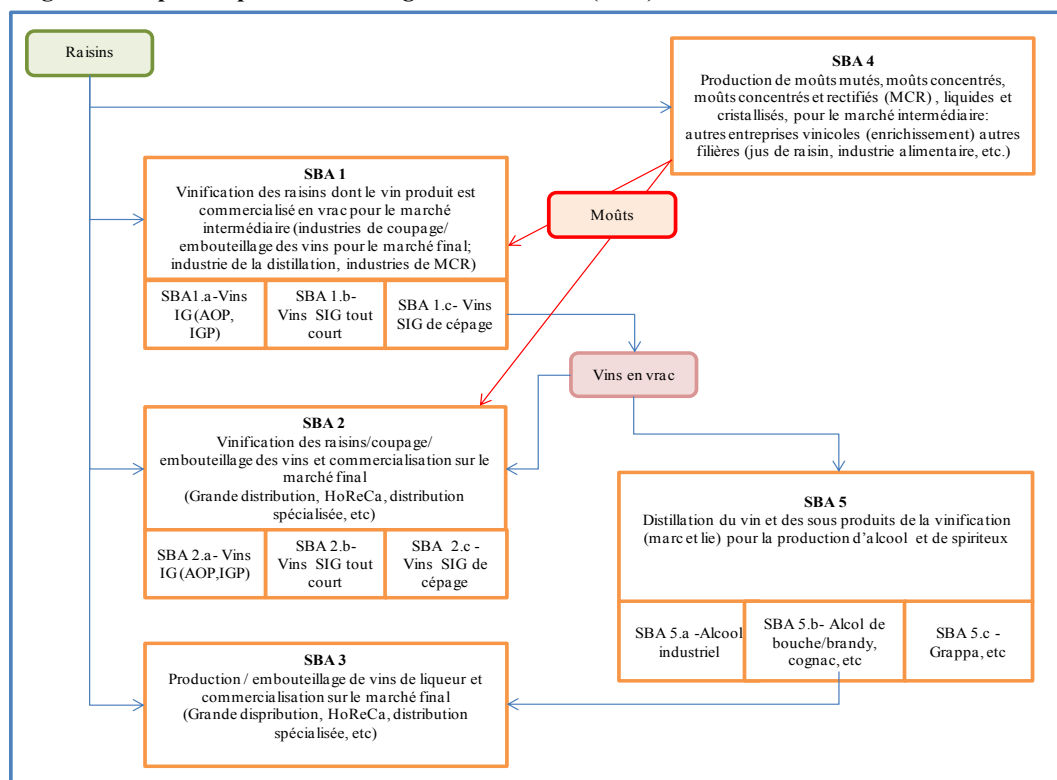 Raisins
SBA 4
Production de moûts mutés, moûts concentrés,
moûts concentrés et rectifiés (MCR) , liquides et
cristallisés, pour le marché intermédiaire:
autres entreprises vinicoles (enrichissement) autres
filières (jus de raisin, industrie alimentaire, etc.)
SBA 1
Vinification des raisins dont le vin produit est
commercialisé en vrac pour le marché
intermédiaire (industries de coupage/
embouteillage des vins pour le marché final;
industrie de la distillation, industries de MCR)
Moûts
SBA1.a-Vins
IG (AOP,
IGP)
SBA 1.b-
Vins SIG tout
court
SBA 1.c- Vins
SIG de cépage
Vins en vrac
SBA 2
Vinification des raisins/coupage/
embouteillage des vins et commercialisation sur le
marché final
(Grande distribution, HoReCa, distribution
spécialisée, etc)
SBA 2.a- Vins
IG (AOP,IGP)
SBA 2.b-
Vins SIG tout
court
SBA 2.c -
Vins SIG de
cépage
SBA 5
Distillation du vin et des sous produits de la vinification
(marc et lie) pour la production d’alcool et de spiriteux
SBA 5.a -Alcool
industriel
SBA 5.b- Alcol de
bouche/brandy,
cognac, etc
SBA 5.c -
Grappa, etc
SBA 3
Production / embouteillage de vins de liqueur et
commercialisation sur le marché final
(Grande dispribution, HoReCa, distribution
spécialisée, etc)